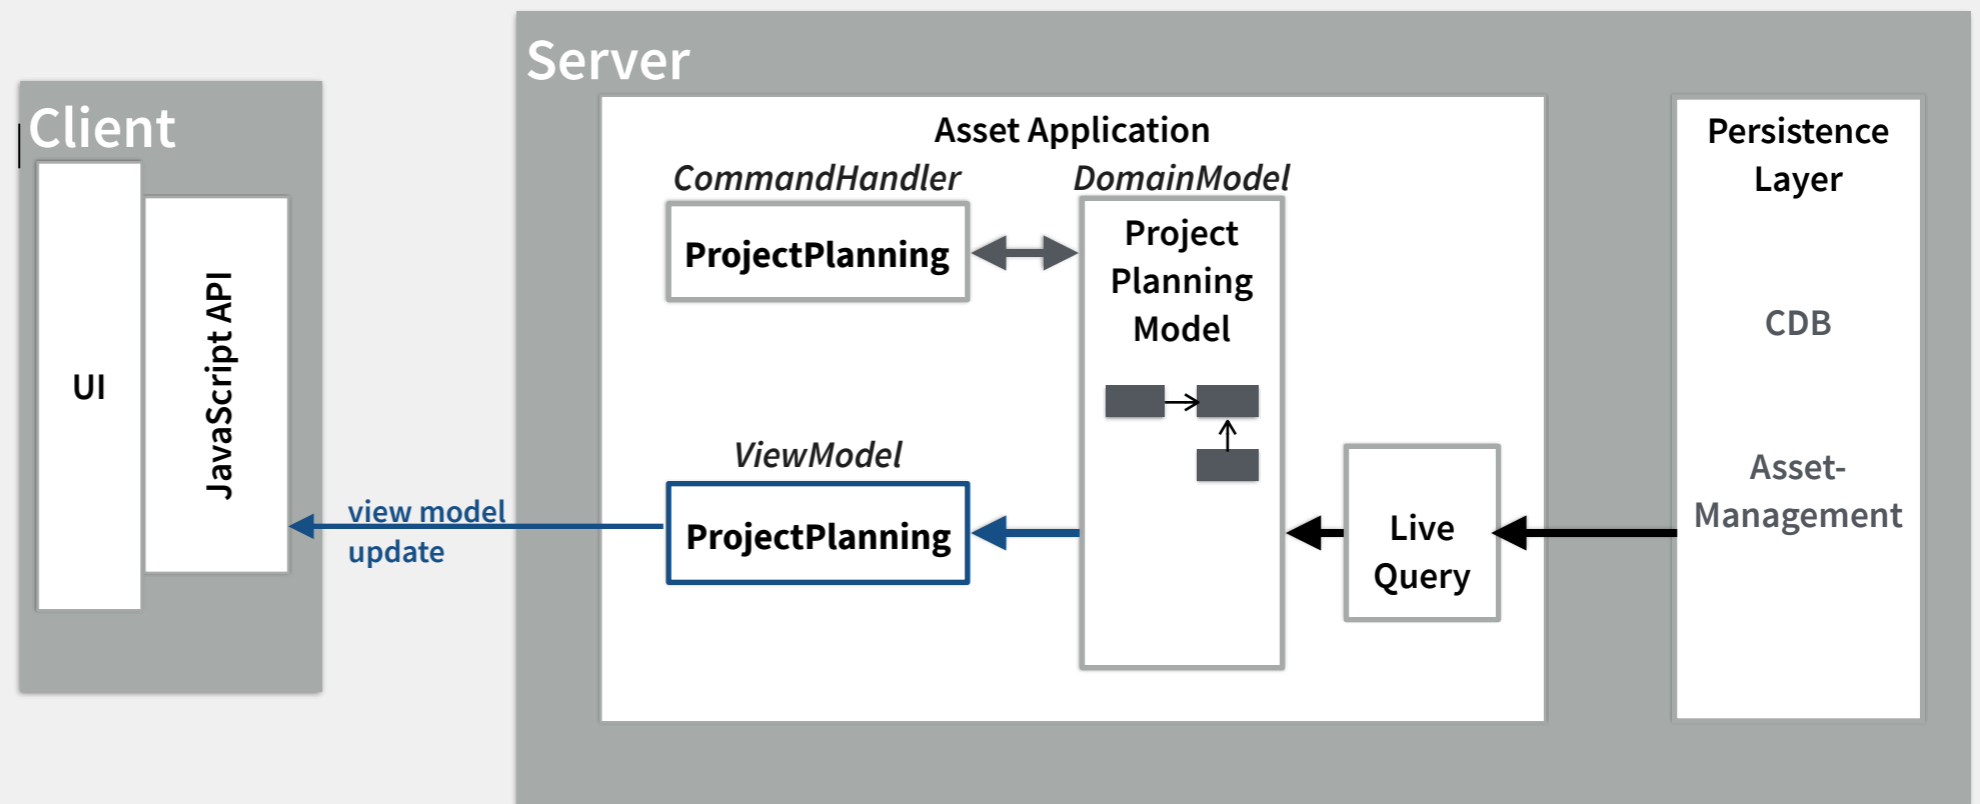 Server
Client
Asset Application
CommandHandler
DomainModel
ProjectPlanning
Project
Planning
Model
UI
JavaScript API
ViewModel
ProjectPlanning
view model
update
Live
Query
Persistence
Layer
CDB
Asset-
Management